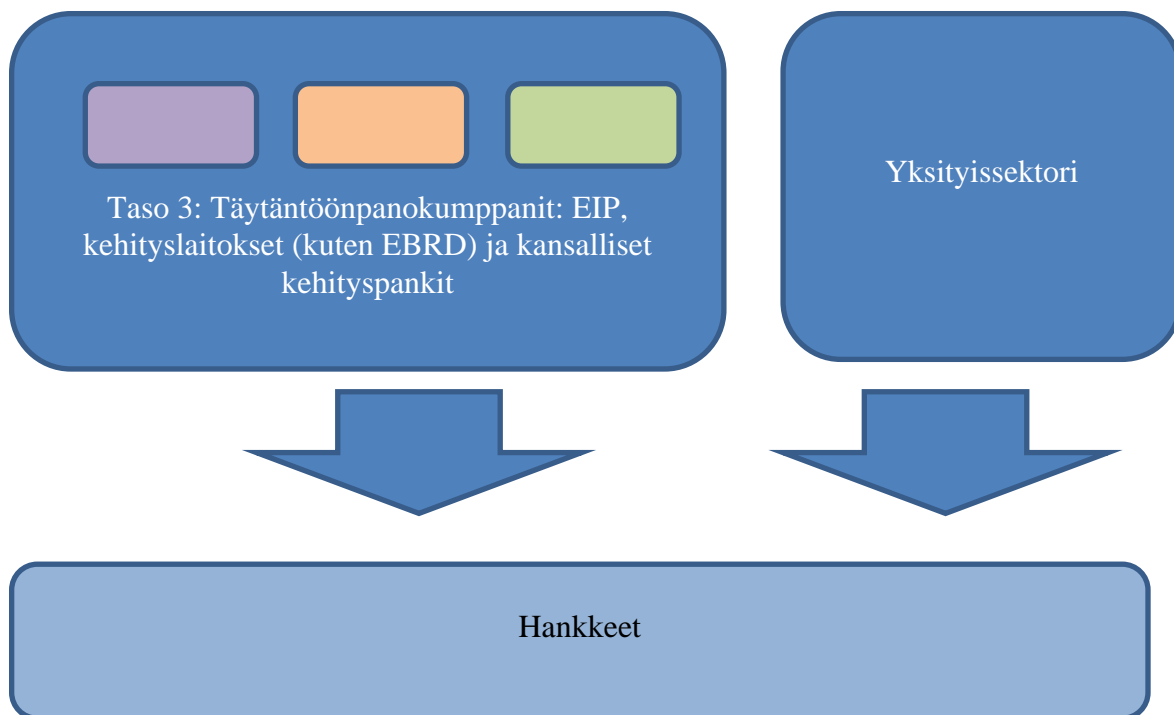 Taso 3: Täytäntöönpanokumppanit: EIP,
kehityslaitokset (kuten EBRD) ja kansalliset
kehityspankit
Yksityissektori
Hankkeet